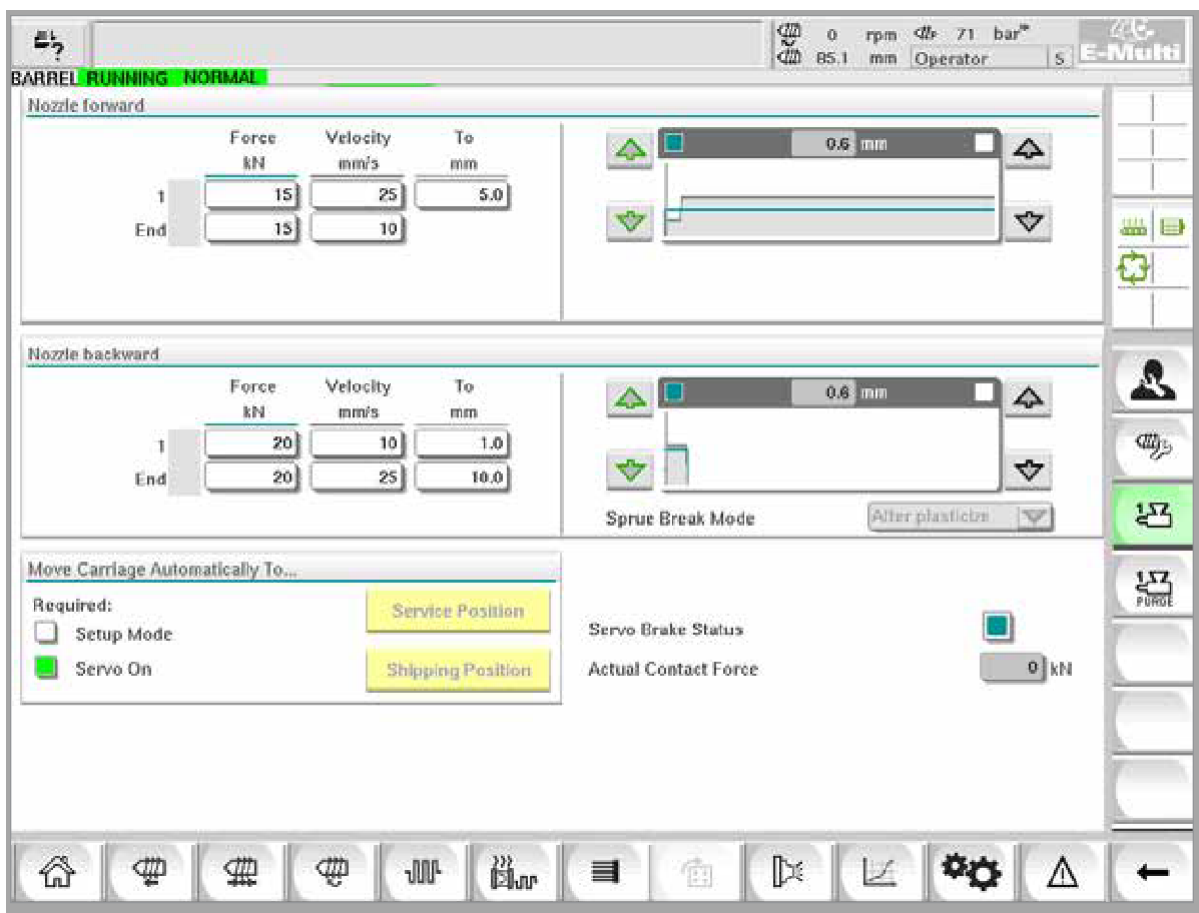 0 rpm 71 bar
85.1 mm Operator S
E-Multi
BARREL RUNNING NORMAL
Nozzle forward
Force Velocity To
kN mm/s mm
1 15 25 5.0
End 15 10
0.6 mm
Nozzle backward
Force Velocity To
kN mm/s mm
1 20 10 1.0
End 20 25 10.0
0.6 mm
Sprue Break Mode After plasticize
Move Carriage Automatically To...
Required:
Setup Mode
Servo On
Service Position
Shipping Position
Servo Brake Status
Actual Contact Force 0 kN
PURGE